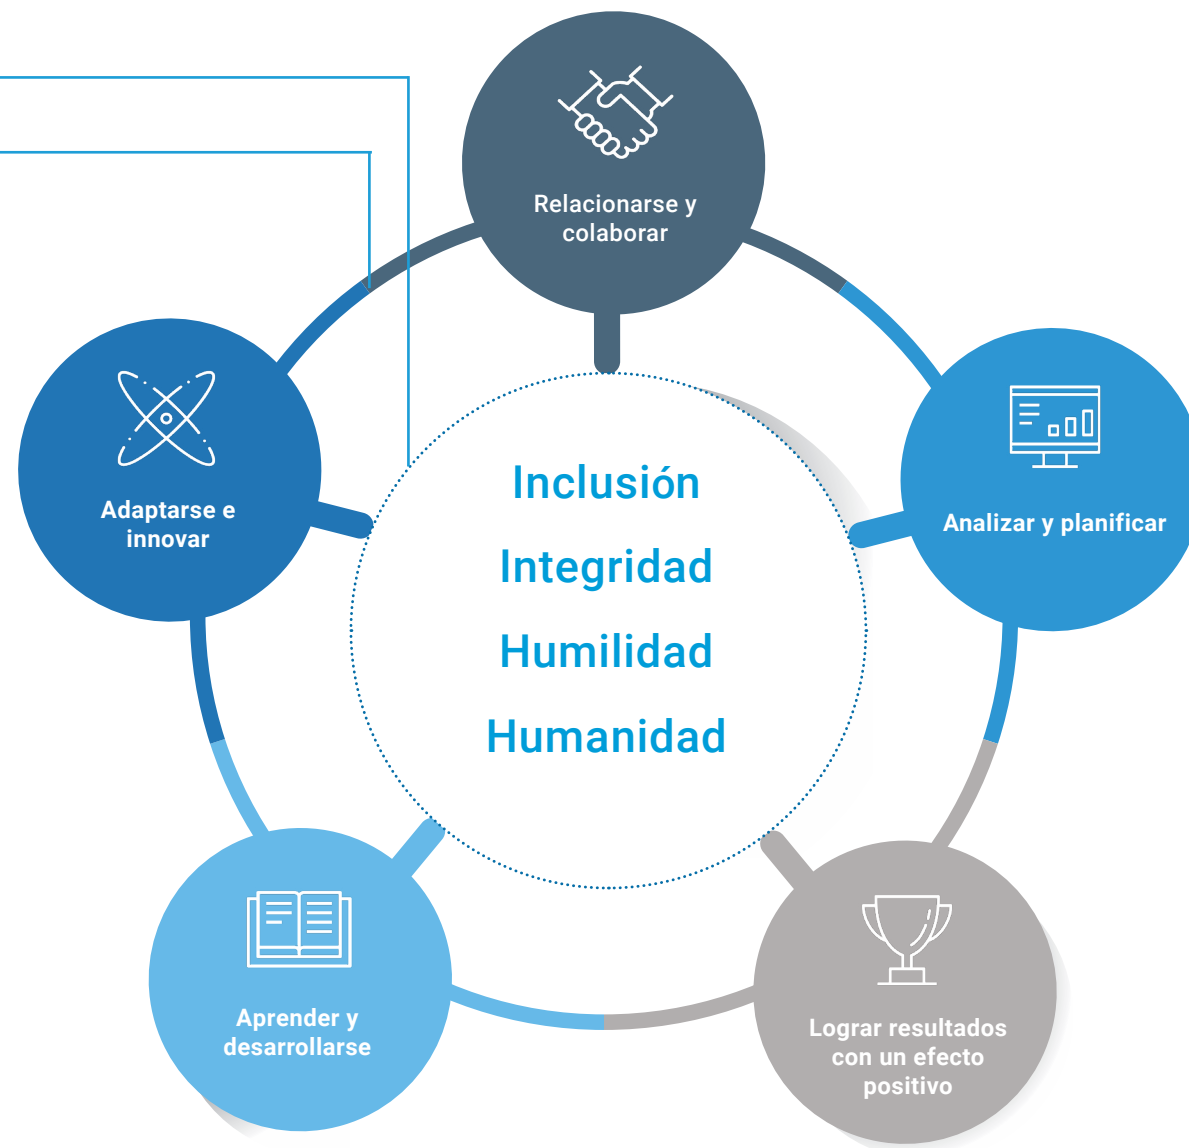 Relacionarse y
colaborar
Adaptarse e
innovar
Analizar y planificar
Inclusión
Integridad
Humilidad
Humanidad
Aprender y
desarrollarse
Lograr resultados
con un efecto
positivo